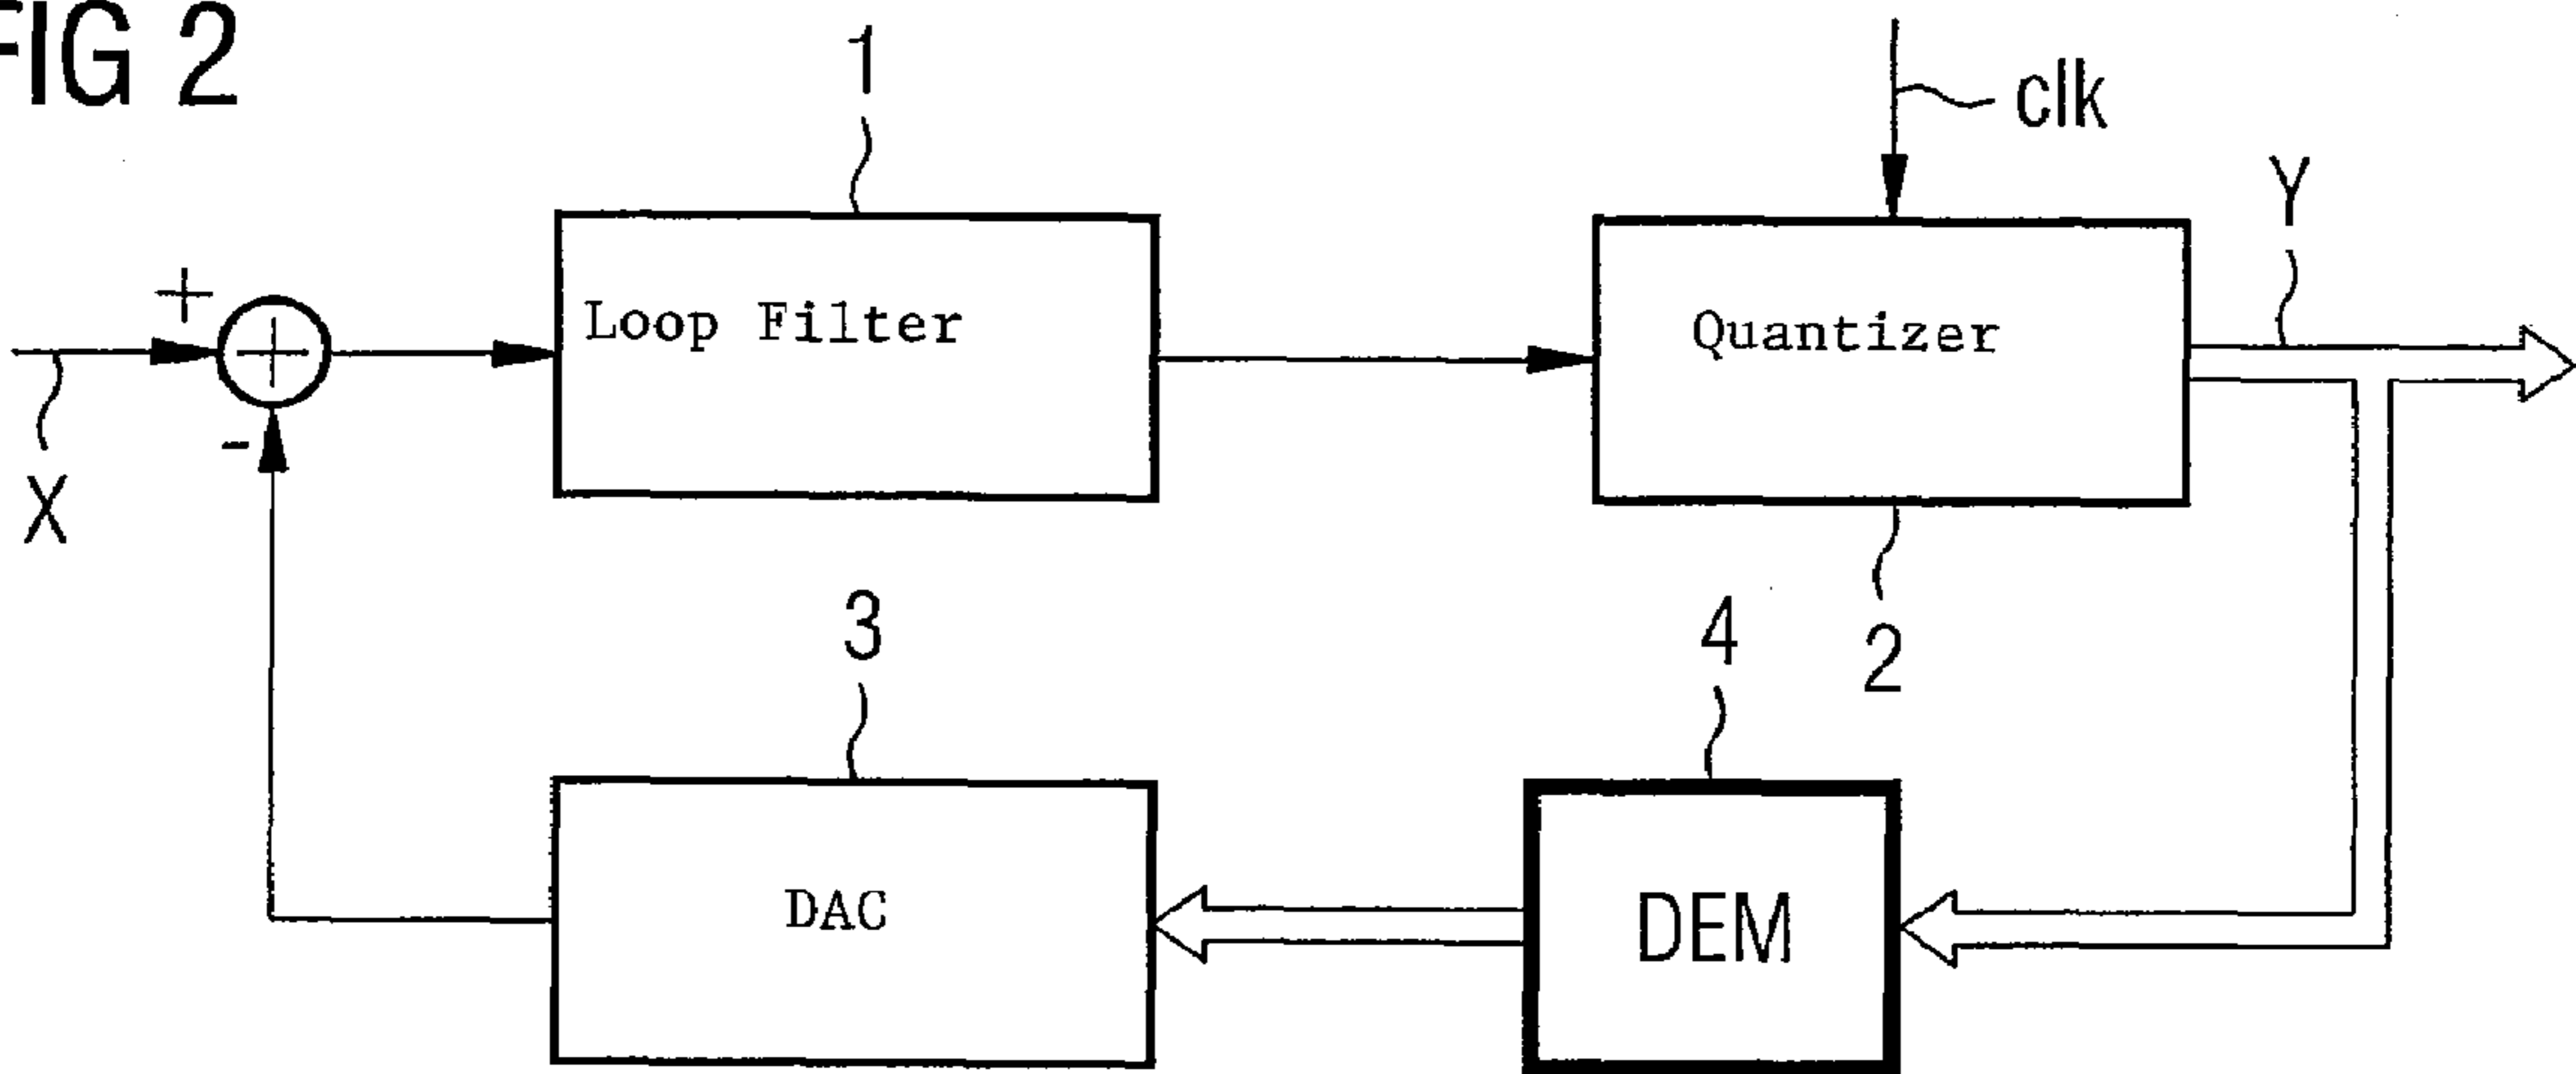 FIG 2
1
clk
Y
+
Loop Filter
Quantizer
-
X
3
4
2
DAC
DEM